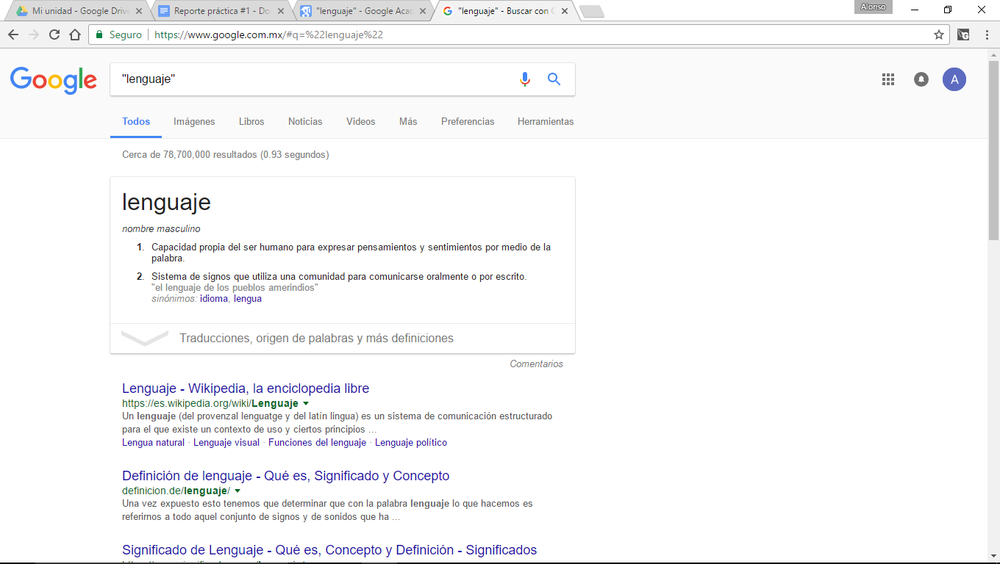 Mi unidad - Google Drive
Reporte práctica #1 - Do
"lenguaje" - Google Aca
"lenguaje" - Buscar con G
Alonso
Seguro
https://www.google.com.mx/#q=%22lenguaje%22
Google
"lenguaje"
A
Todos
Imágenes
Libros
Noticias
Videos
Más
Preferencias
Herramientas
Cerca de 78,700,000 resultados (0.93 segundos)
lenguaje
nombre masculino
1. Capacidad propia del ser humano para expresar pensamientos y sentimientos por medio de la
palabra.
2. Sistema de signos que utiliza una comunidad para comunicarse oralmente o por escrito.
"el lenguaje de los pueblos amerindios"
sinónimos: idioma, lengua
Traducciones, origen de palabras y más definiciones
Comentarios
Lenguaje - Wikipedia, la enciclopedia libre
https://es.wikipedia.org/wiki/Lenguaje
Un lenguaje (del provenzal lenguatge y del latín lingua) es un sistema de comunicación estructurado
para el que existe un contexto de uso y ciertos principios ...
Lengua natural · Lenguaje visual · Funciones del lenguaje · Lenguaje político
Definición de lenguaje - Qué es, Significado y Concepto
definicion.de/lenguaje/
Una vez expuesto esto tenemos que determinar que con la palabra lenguaje lo que hacemos es
referirnos a todo aquel conjunto de signos y de sonidos que ha ...
Significado de Lenguaje - Qué es, Concepto y Definición - Significados